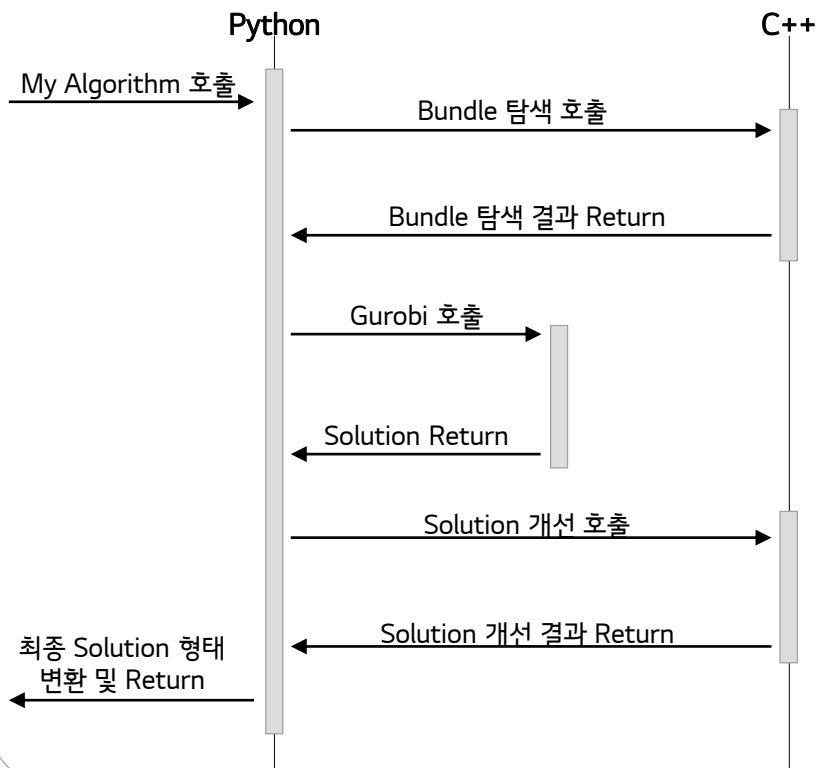 Python
C++
My Algorithm 호출
Bundle 탐색 호출
Bundle 탐색 결과 Return
Gurobi 호출
Solution Return
Solution 개선 호출
Solution 개선 결과 Return
최종 Solution 형태
변환 및 Return